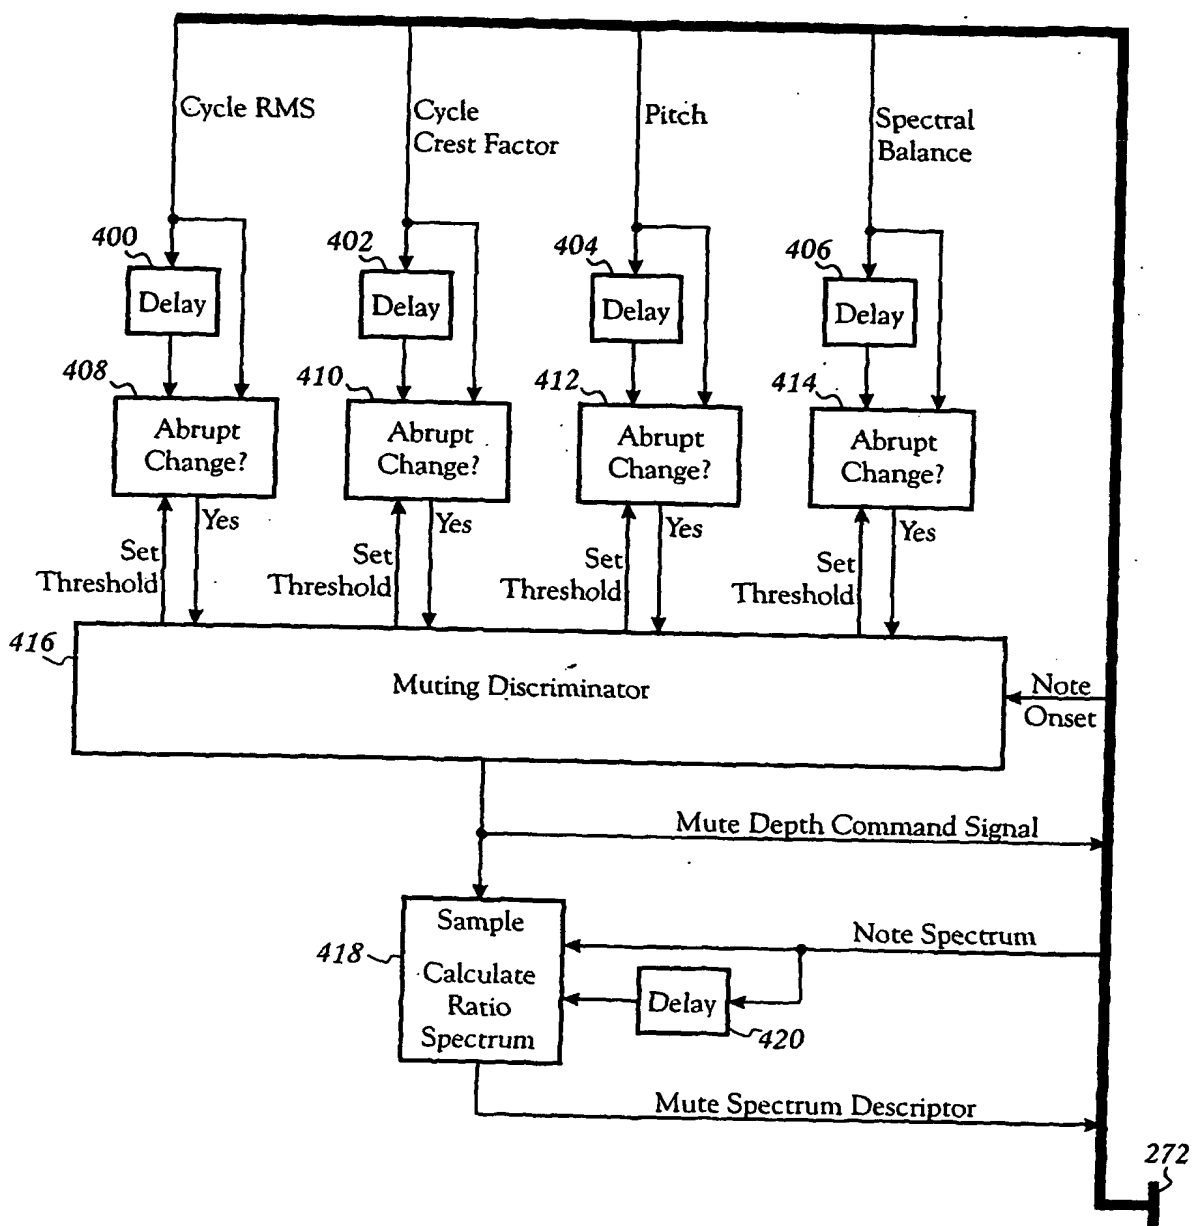 Cycle RMS
Cycle
Crest Factor
Pitch
Spectral
Balance
400
402
404
406
Delay
Delay
Delay
Delay
408
410
412
414
Abrupt
Change?
Abrupt
Change?
Abrupt
Change?
Abrupt
Change?
Yes
Yes
Yes
Yes
Set
Threshold
Set
Threshold
Set
Threshold
Set
Threshold
416
Muting Discriminator
Note
Onset
Mute Depth Command Signal
418
Sample
Calculate
Ratio
Spectrum
Note Spectrum
Delay
420
Mute Spectrum Descriptor
272